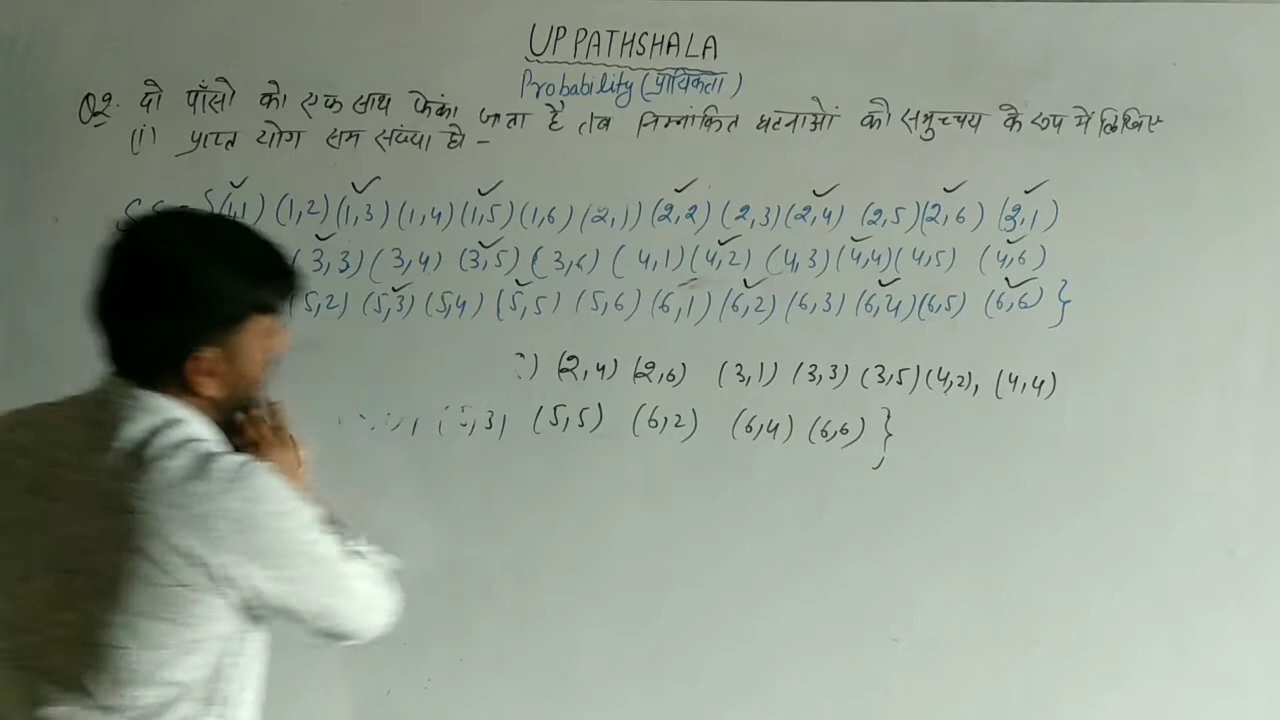 UP PATHSHALA
Probability (प्रायिकता)
Q2. दो पाँसो को एक साथ फेंका जाता है तब निम्नांकित घटनाओं को समुच्चय के रूप में लिखिए
(i) प्राप्त योग सम संख्या हो -
(1,1) (1,2) (1,3) (1,4) (1,5) (1,6) (2,1) (2,2) (2,3) (2,4) (2,5) (2,6) (3,1)
(3,3) (3,4) (3,5) (3,6) (4,1) (4,2) (4,3) (4,4) (4,5) (4,6)
(5,2) (5,3) (5,4) (5,5) (5,6) (6,1) (6,2) (6,3) (6,4) (6,5) (6,6) }
) (2,4) (2,6) (3,1) (3,3) (3,5) (4,2), (4,4)
,3) (5,5) (6,2) (6,4) (6,6) }